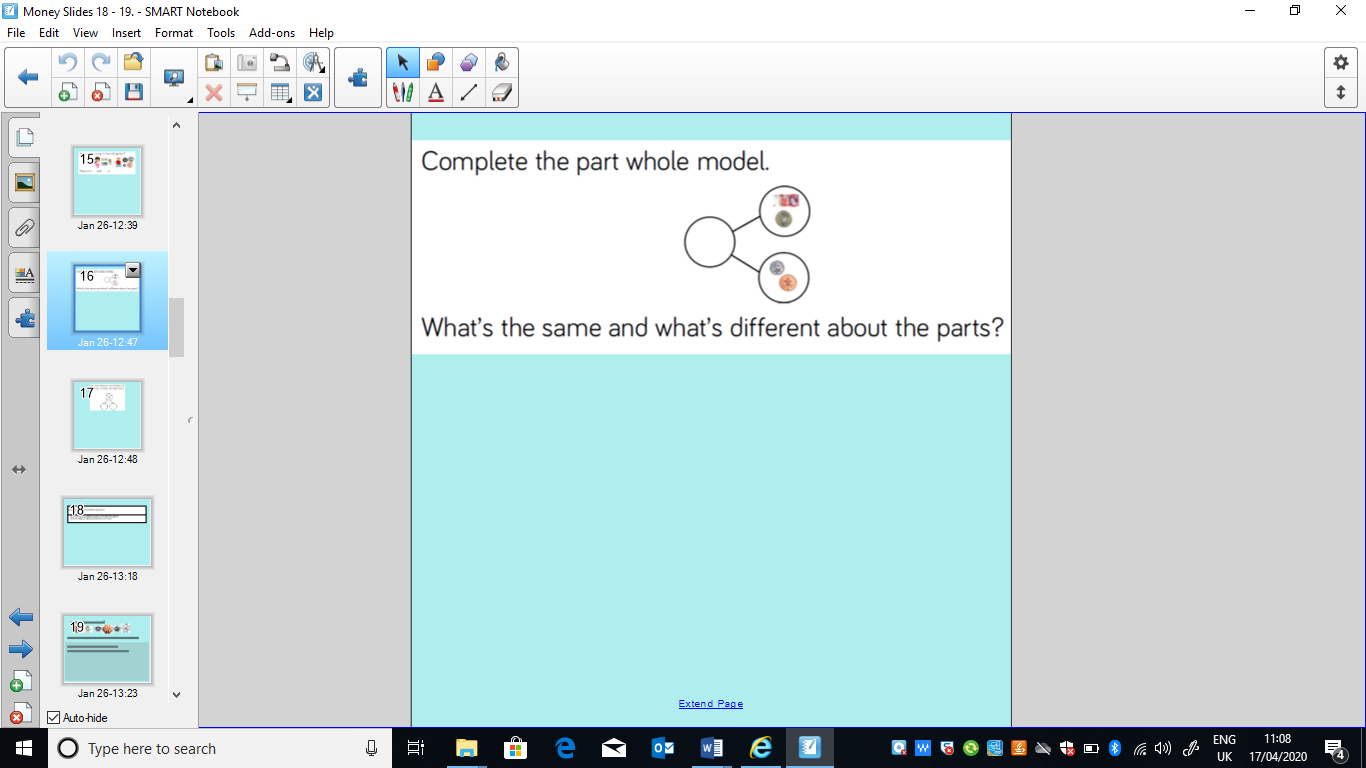 Money Slides 18 - 19. - SMART Notebook
File Edit View Insert Format Tools Add-ons Help
15
Jan 26-12:39
16
Jan 26-12:47
17
Jan 26-12:48
18
Jan 26-13:18
19
Jan 26-13:23
Auto-hide
Complete the part whole model.
What's the same and what's different about the parts?
Extend Page
Type here to search
ENG
UK
11:08
17/04/2020
4